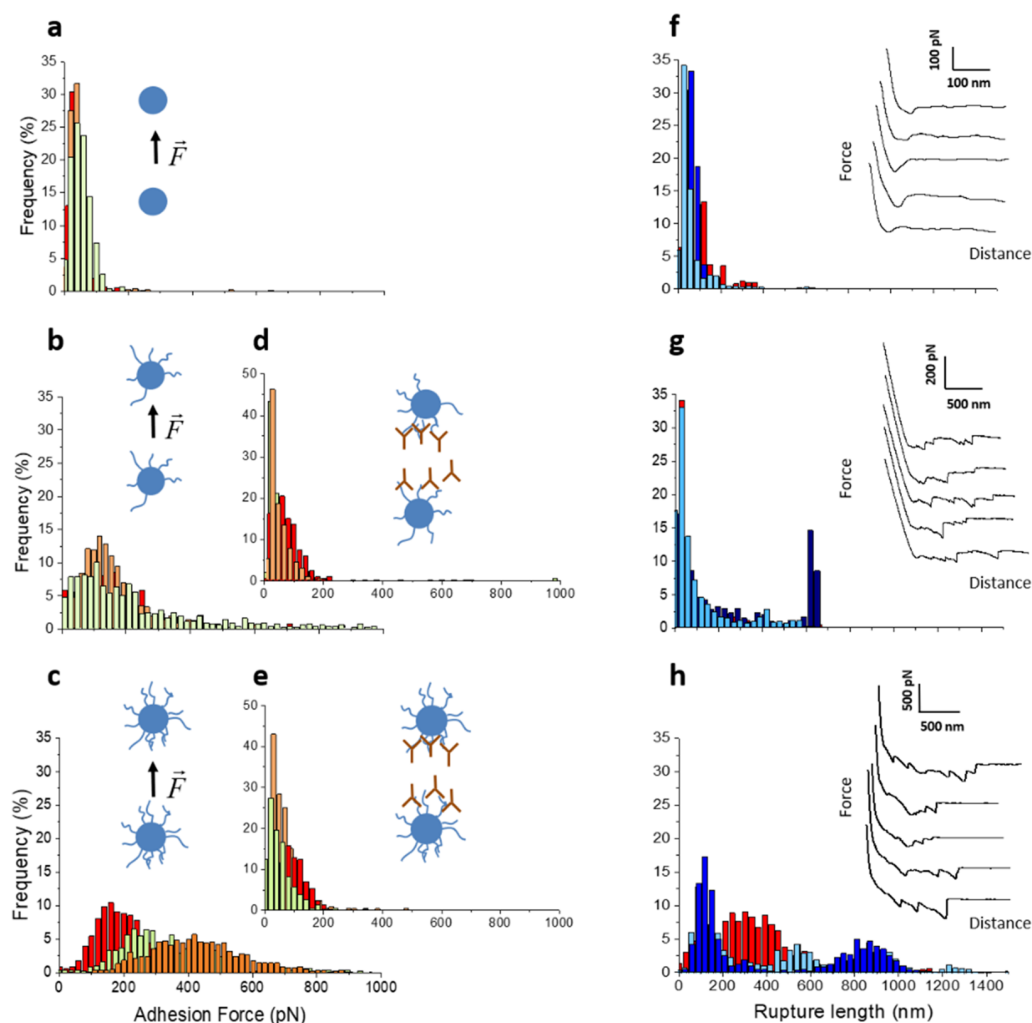 a
35
30
25
20
15
10
5
0
Frequency (%)
F
f
35
30
25
20
15
10
5
0
100 pN
100 nm
Force
Distance
b
35
30
25
20
15
10
5
0
Frequency (%)
F
d
50
40
30
20
10
0
0 200 400 600 800 1000
g
35
30
25
20
15
10
5
0
200 pN
500 nm
Force
Distance
c
35
30
25
20
15
10
5
0
Frequency (%)
F
0 200 400 600 800 1000
Adhesion Force (pN)
e
50
40
30
20
10
0
0 200 400 600 800 1000
h
35
30
25
20
15
10
5
0
500 pN
500 nm
Force
Distance
0 200 400 600 800 1000 1400
Rupture length (nm)